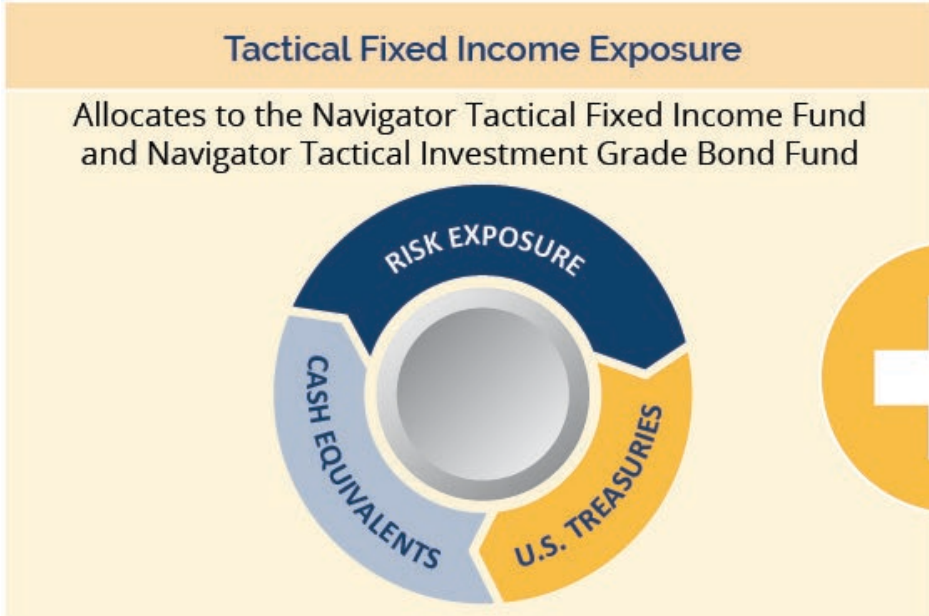 Tactical Fixed Income Exposure
Allocates to the Navigator Tactical Fixed Income Fund
and Navigator Tactical Investment Grade Bond Fund
RISK EXPOSURE
CASH EQUIVALENTS
U.S. TREASURIES